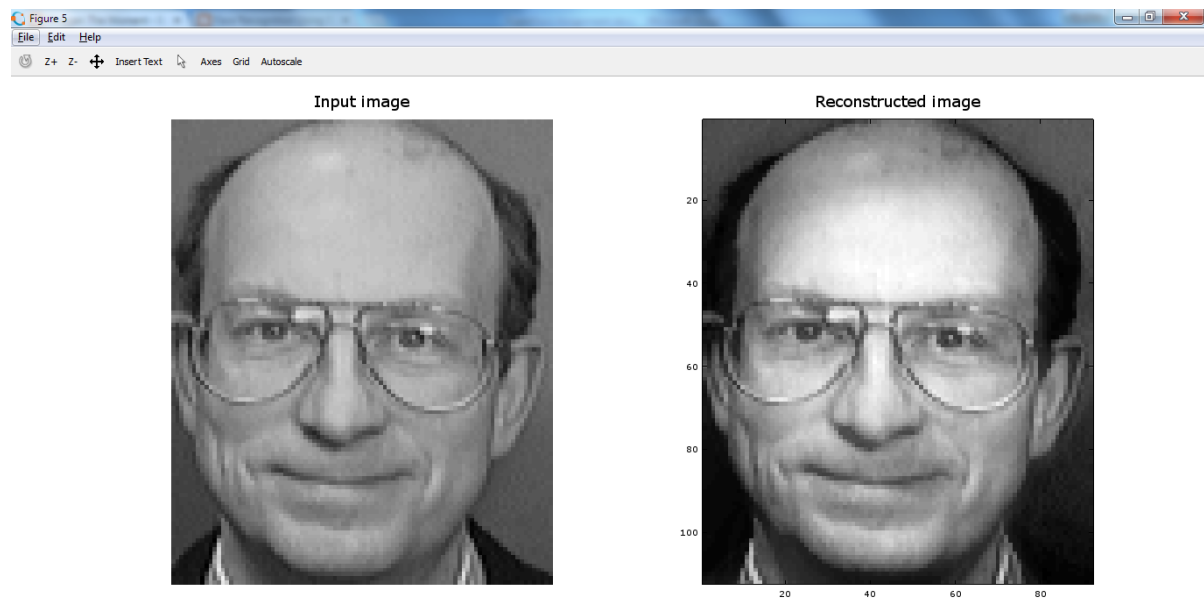 Figure 5
File Edit Help
Z+ Z- Insert Text Axes Grid Autoscale
Input image Reconstructed image
20
40
60
80
100
20 40 60 80